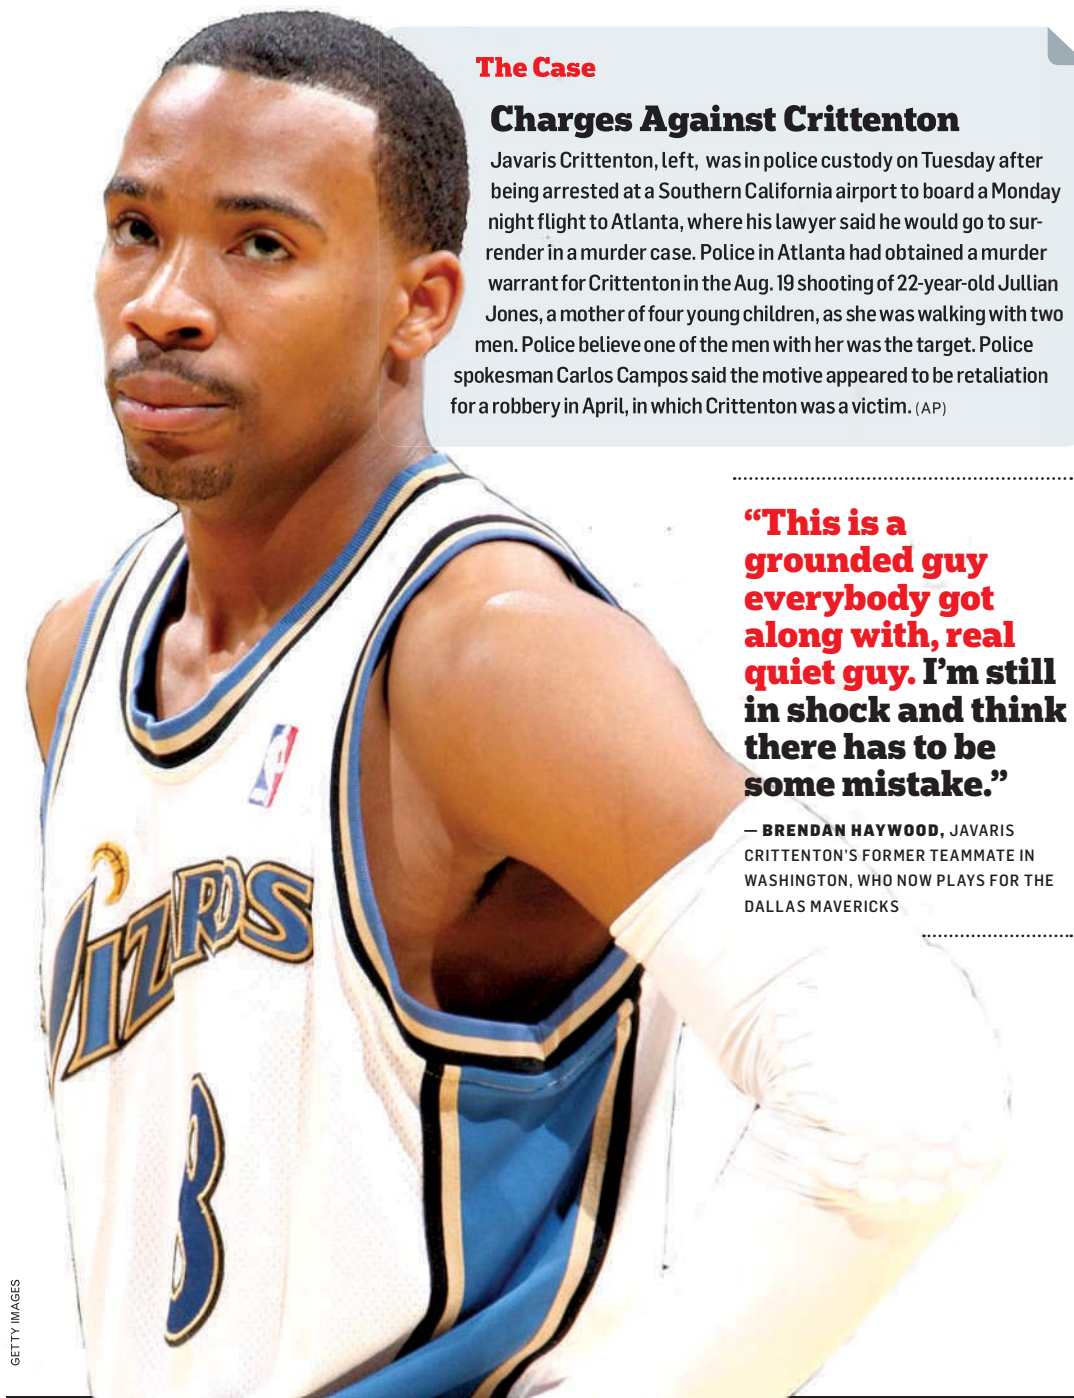 The Case
Charges Against Crittenton
Javaris Crittenton, left, was in police custody on Tuesday after
being arrested at a Southern California airport to board a Monday
night flight to Atlanta, where his lawyer said he would go to sur-
render in a murder case. Police in Atlanta had obtained a murder
warrant for Crittenton in the Aug. 19 shooting of 22-year-old Jullian
Jones, a mother of four young children, as she was walking with two
men. Police believe one of the men with her was the target. Police
spokesman Carlos Campos said the motive appeared to be retaliation
for a robbery in April, in which Crittenton was a victim. (AP)
“This is a
grounded guy
everybody got
along with, real
quiet guy. I’m still
in shock and think
there has to be
some mistake.”
— BRENDAN HAYWOOD, JAVARIS
CRITTENTON’S FORMER TEAMMATE IN
WASHINGTON, WHO NOW PLAYS FOR THE
DALLAS MAVERICKS
WIZARDS
8
GETTY IMAGES